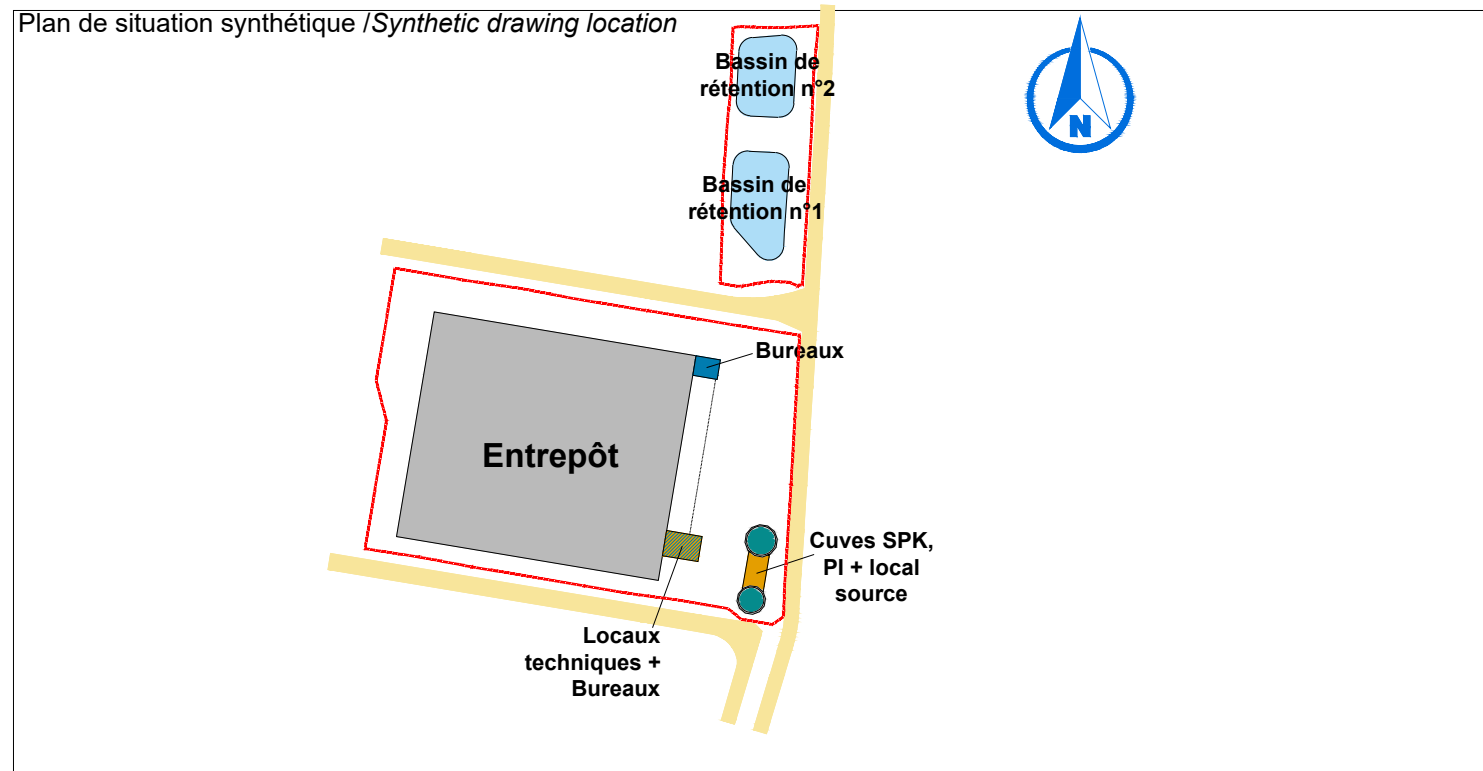 Plan de situation synthétique /Synthetic drawing location
Bassin de
rétention n°2
N
Bassin de
rétention n°1
Bureaux
Entrepôt
Cuves SPK,
PI + local
source
Locaux
techniques +
Bureaux